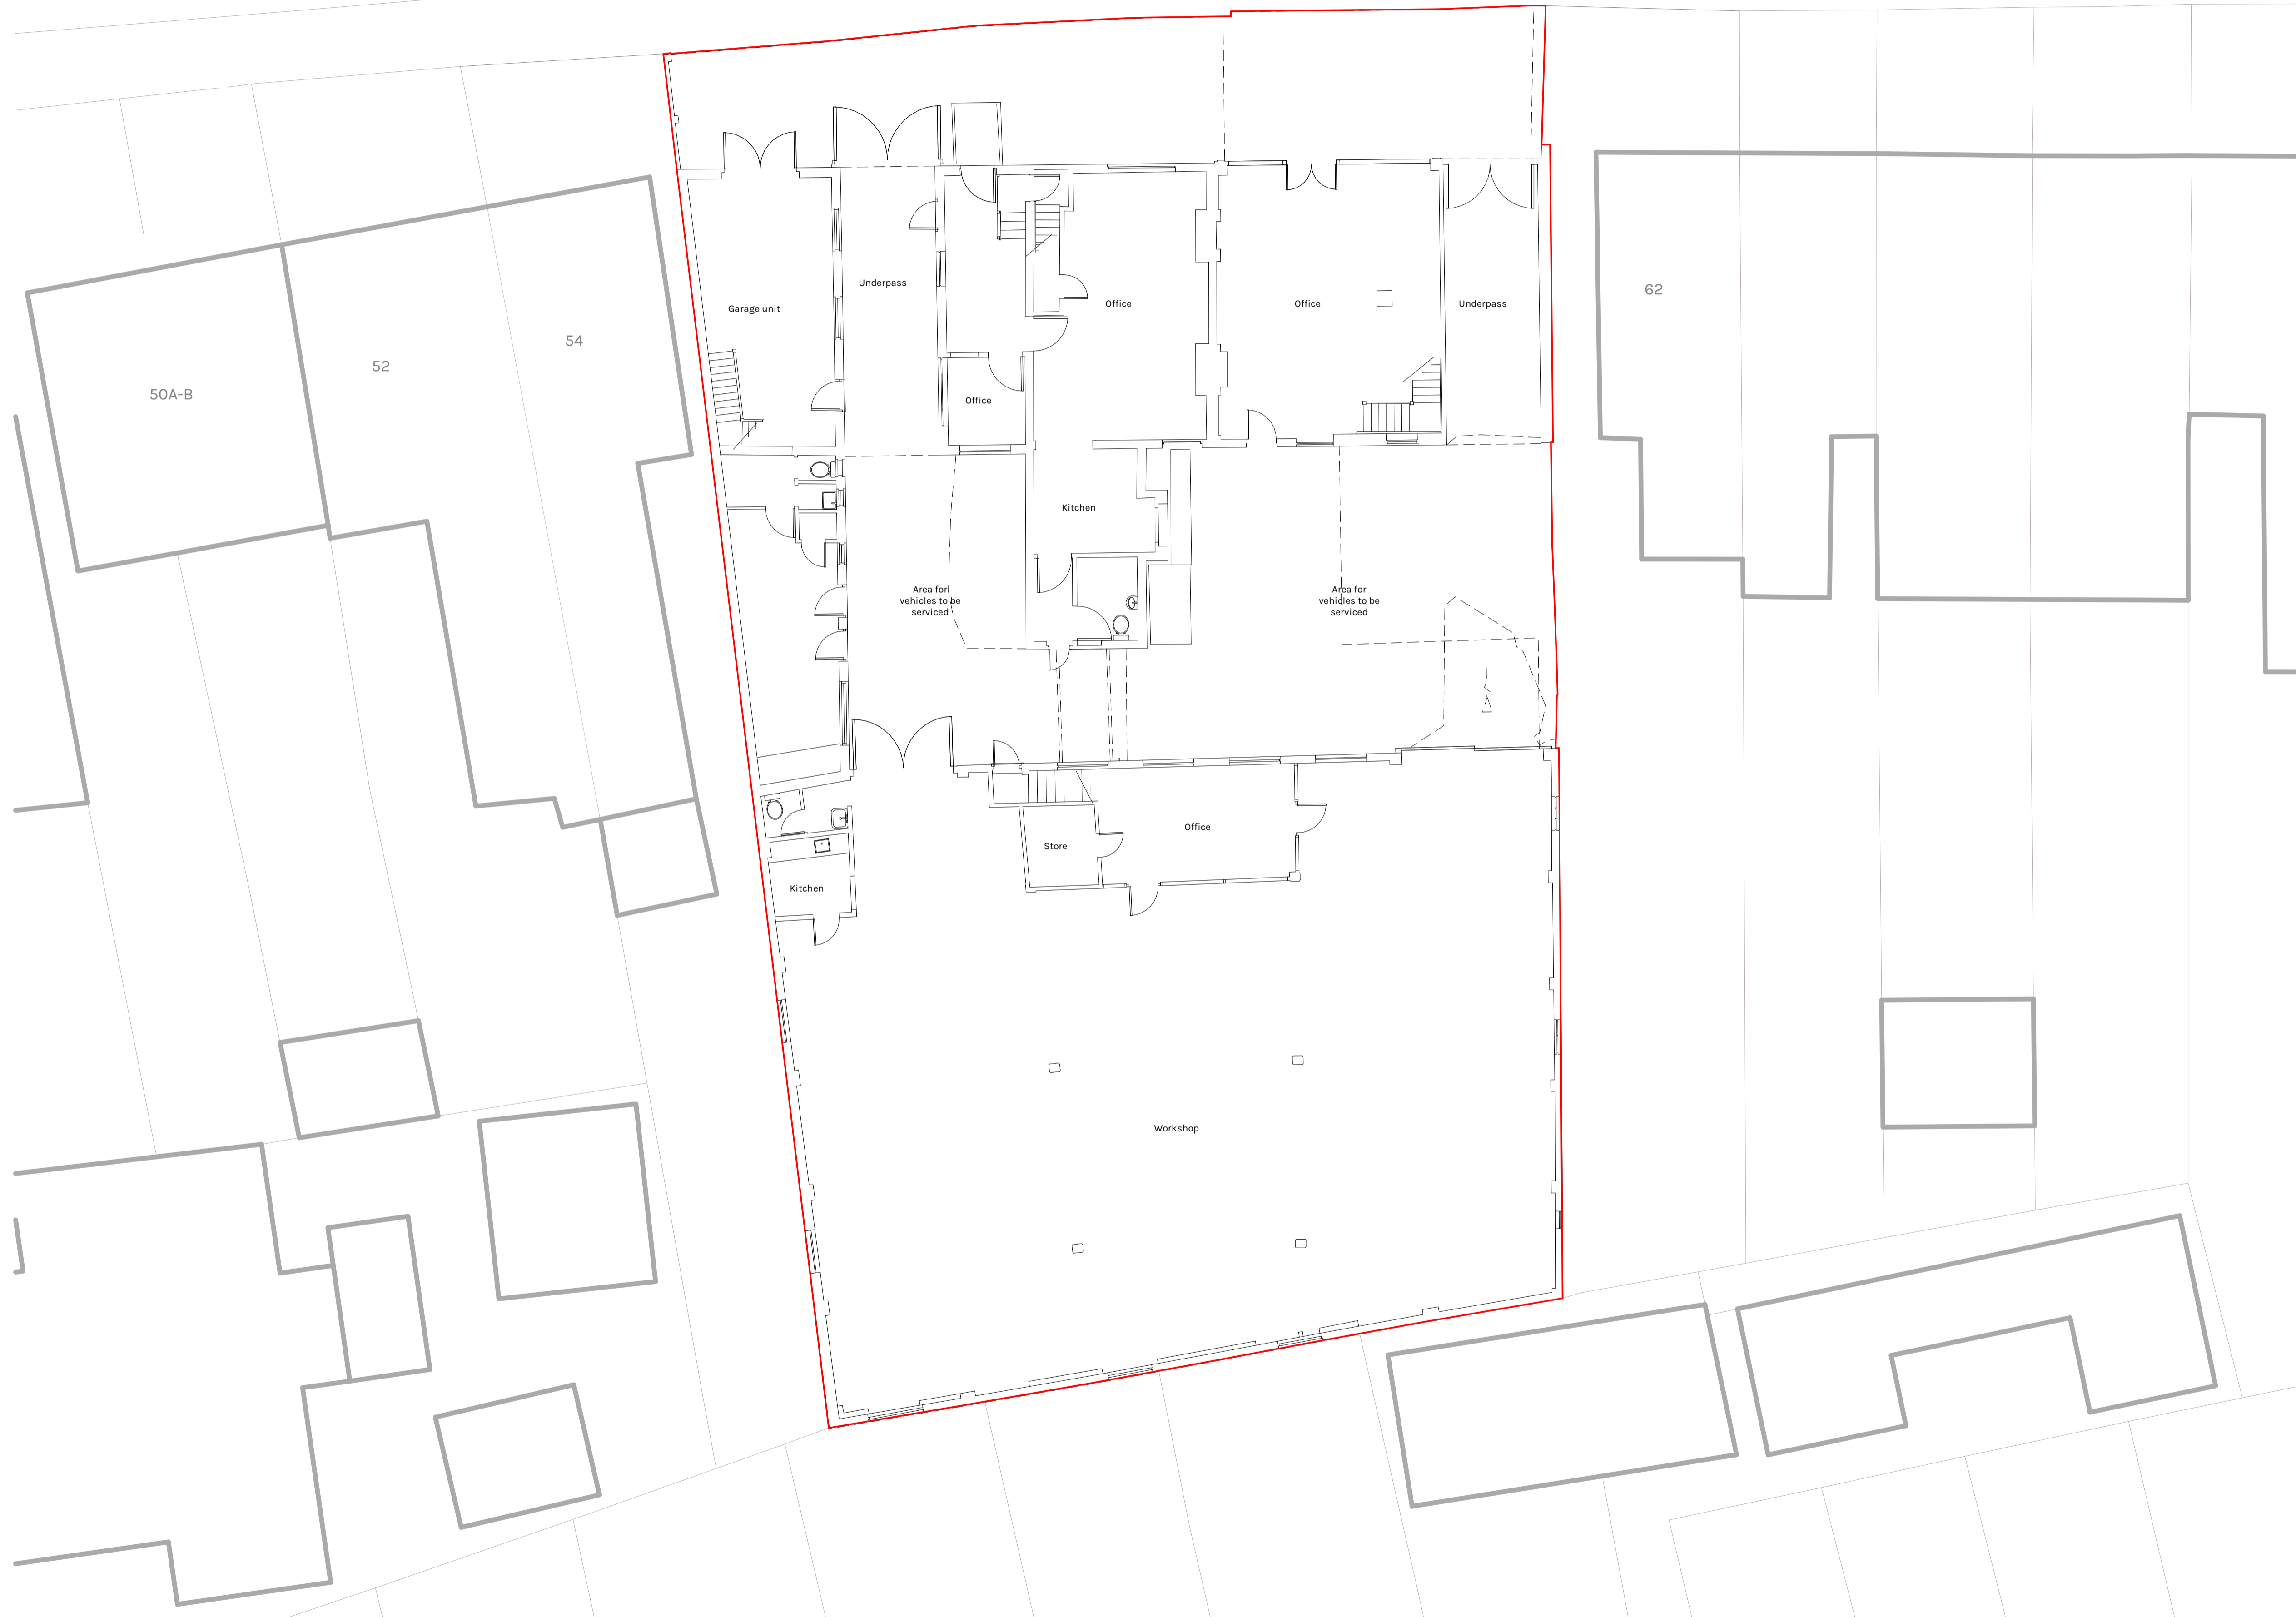 50A-B
52
54
62
Garage unit
Underpass
Office
Office
Underpass
Office
Kitchen
Area for
vehicles to be
serviced
Area for
vehicles to be
serviced
Office
Store
Kitchen
Workshop